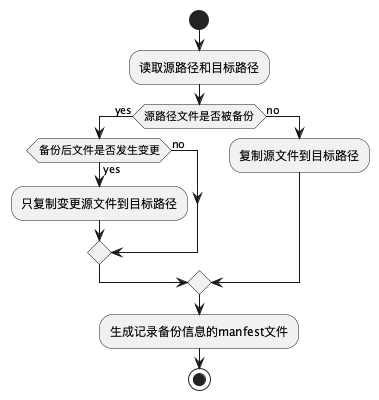 读取源路径和目标路径
yes
源路径文件是否被备份
no
备份后文件是否发生变更
no
复制源文件到目标路径
yes
只复制变更源文件到目标路径
生成记录备份信息的manfest文件